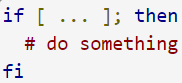 if [ ... ]; then
  # do something
fi